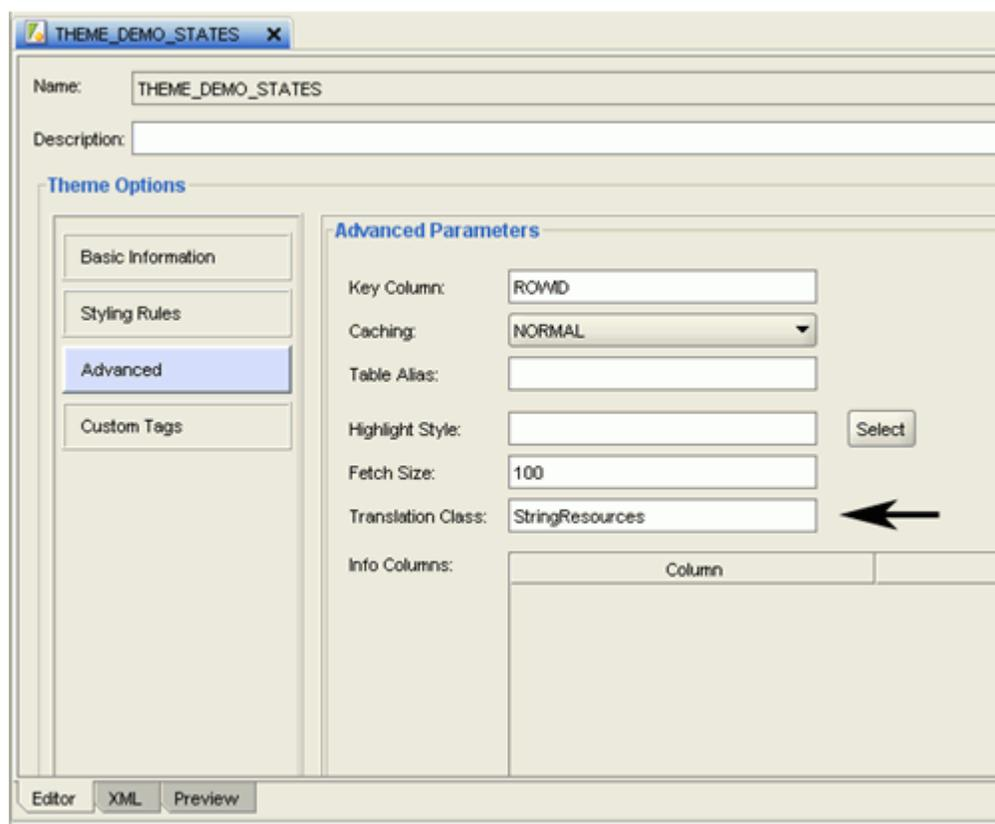 THEME_DEMO_STATES
Name: THEME_DEMO_STATES
Description:
Theme Options
Basic Information
Styling Rules
Advanced
Custom Tags
Advanced Parameters
Key Column: ROWID
Caching: NORMAL
Table Alias:
Highlight Style: Select
Fetch Size: 100
Translation Class: StringResources
Info Columns: Column
Editor XML Preview